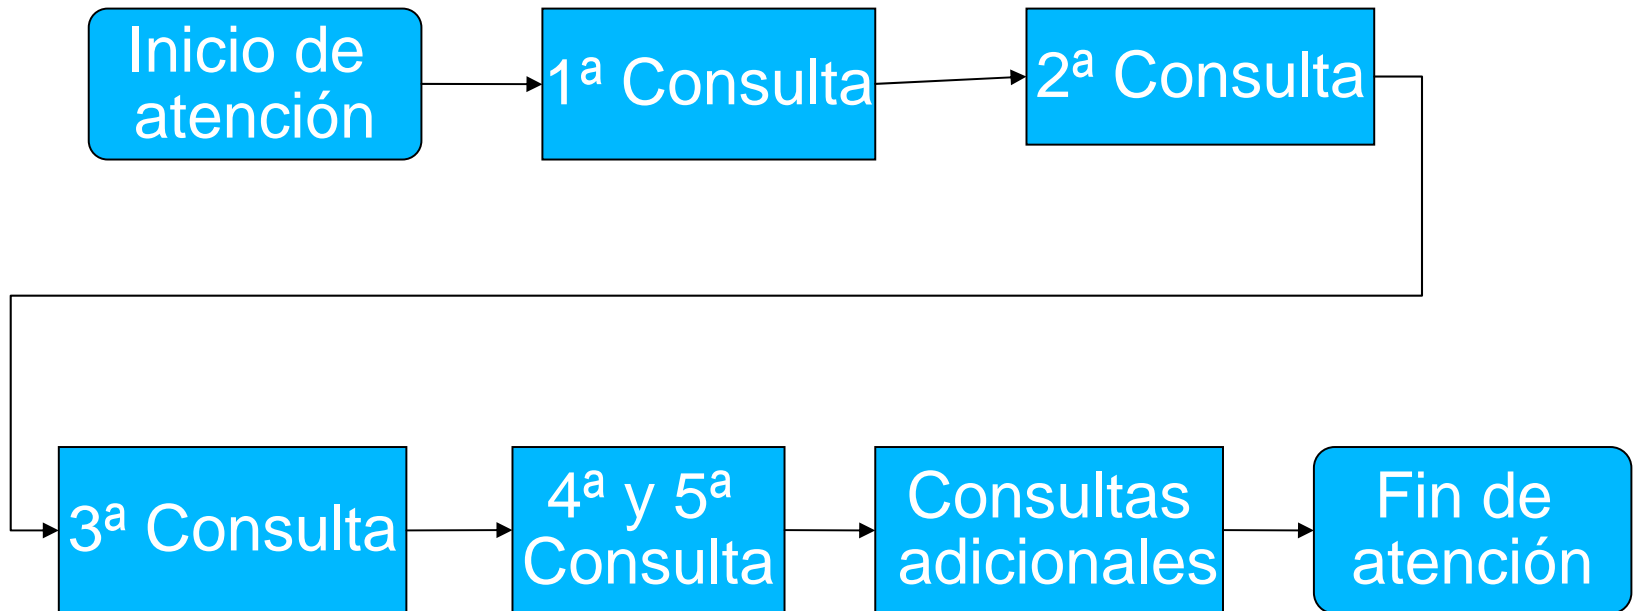 Inicio de
atención
1ª Consulta
2ª Consulta
3ª Consulta
4ª y 5ª
Consulta
Consultas
adicionales
Fin de
atención